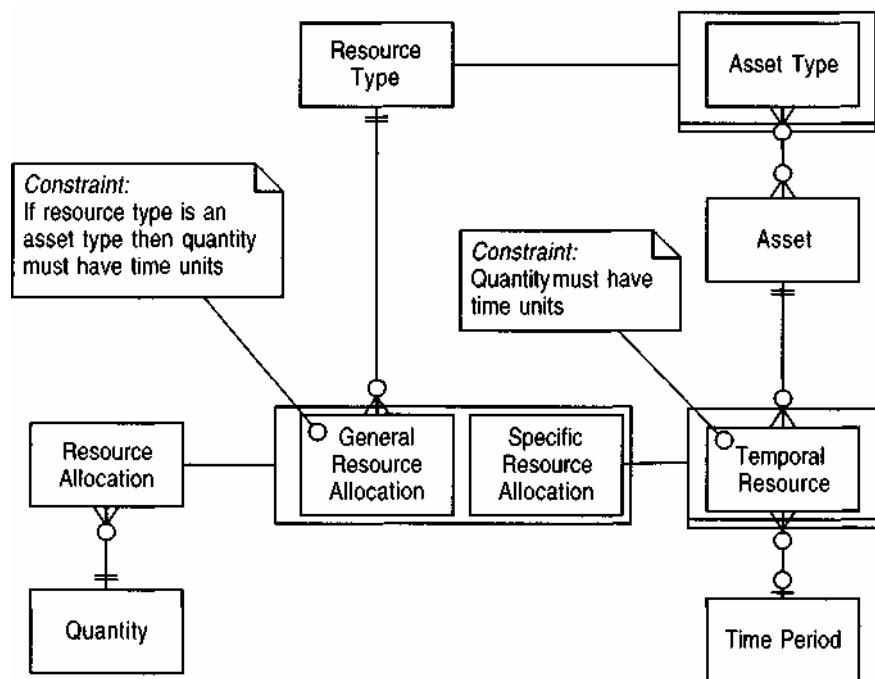 Resource
Type
Asset Type
Constraint:
If resource type is an
asset type then quantity
must have time units
Asset
Constraint:
Quantity must have
time units
Resource
Allocation
General
Resource
Allocation
Specific
Resource
Allocation
Temporal
Resource
Quantity
Time Period